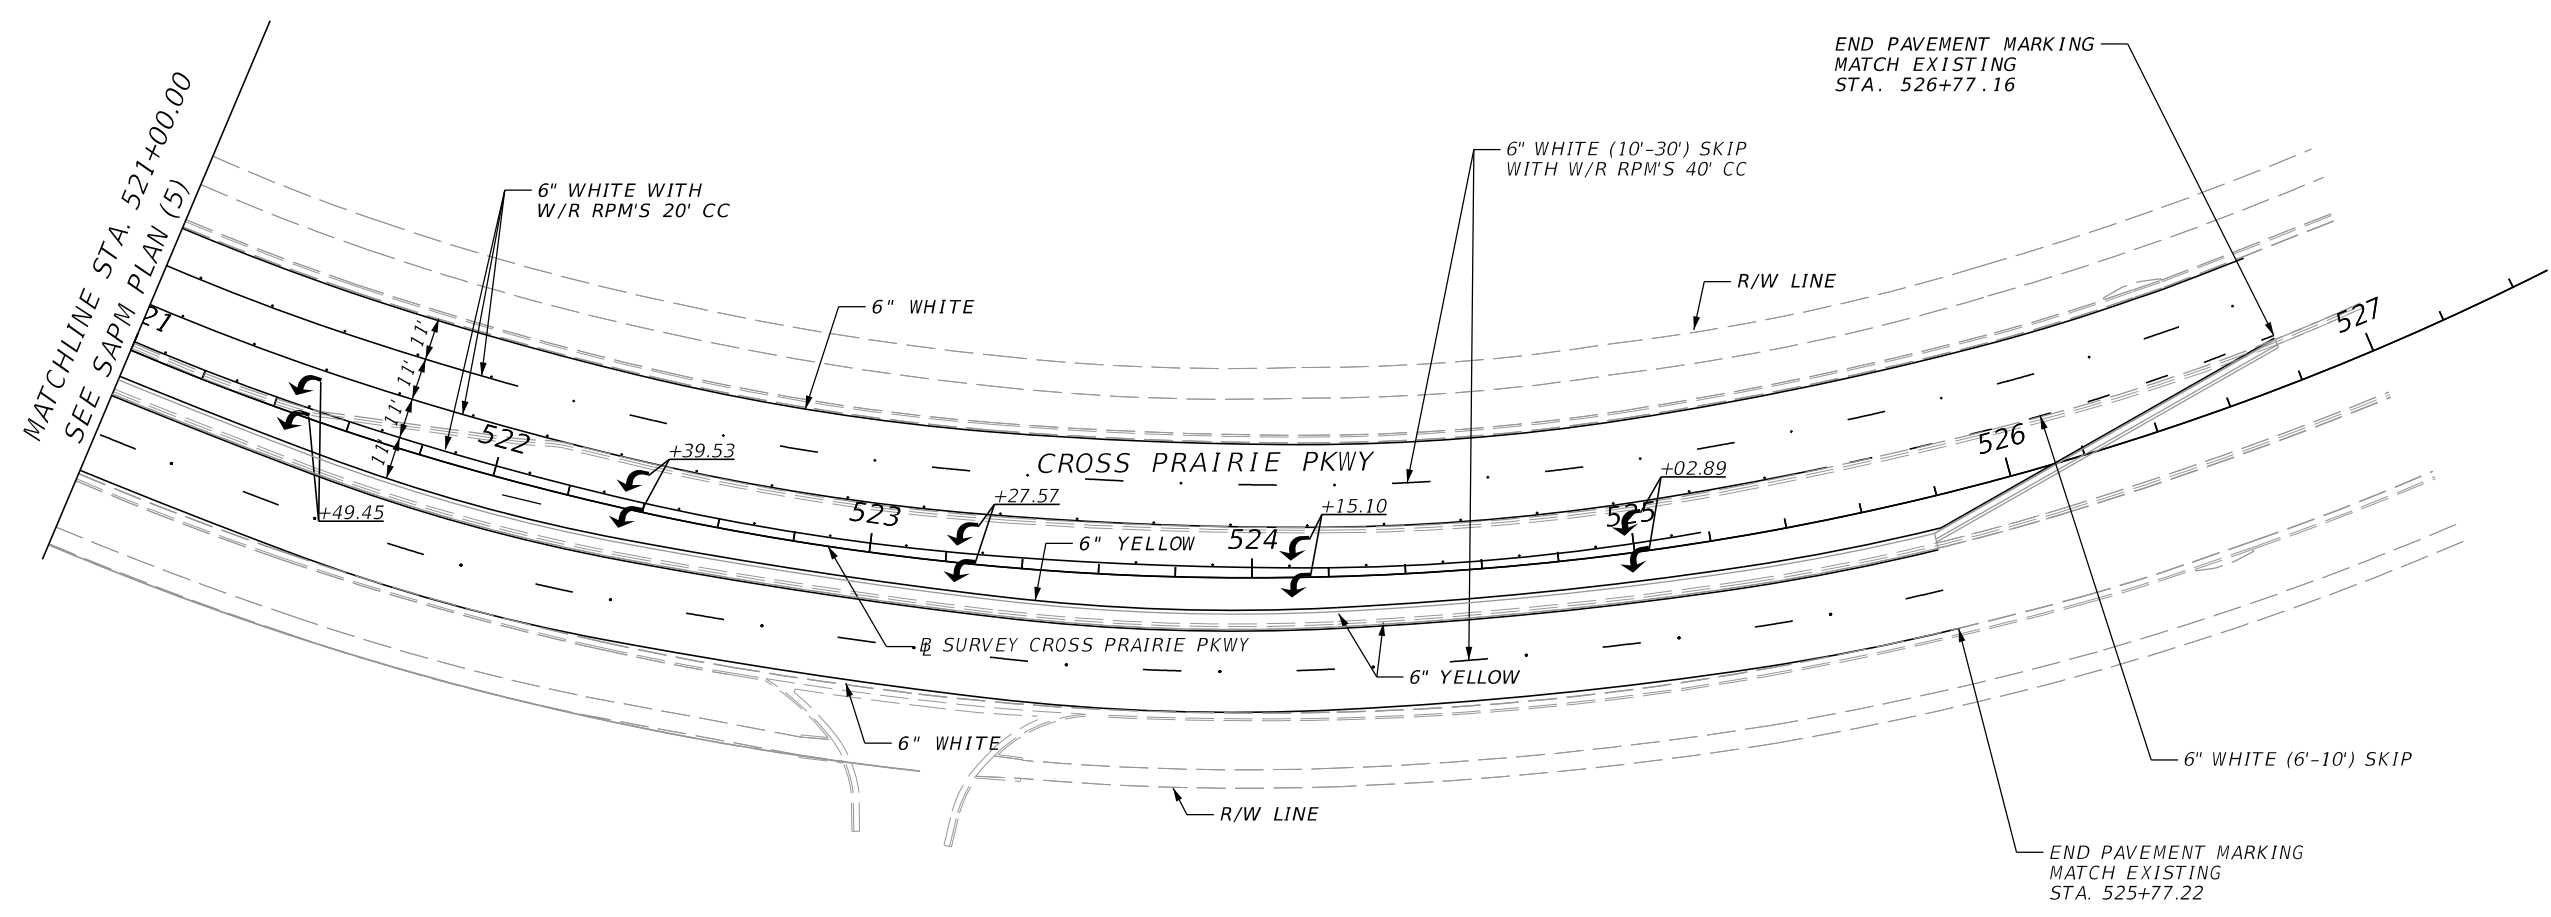 MATCHLINE STA. 521+00.00
SEE SAPM PLAN (5)
END PAVEMENT MARKING
MATCH EXISTING
STA. 526+77.16
6" WHITE (10'-30') SKIP
WITH W/R RPM'S 40' CC
6" WHITE WITH
W/R RPM'S 20' CC
R/W LINE
6" WHITE
21
11'
11'
11'
11'
527
522
+39.53
526
CROSS PRAIRIE PKWY
+02.89
+27.57
+49.45
+15.10
523
525
524
6" YELLOW
B SURVEY CROSS PRAIRIE PKWY
6" YELLOW
6" WHITE
6" WHITE (6'-10') SKIP
R/W LINE
END PAVEMENT MARKING
MATCH EXISTING
STA. 525+77.22